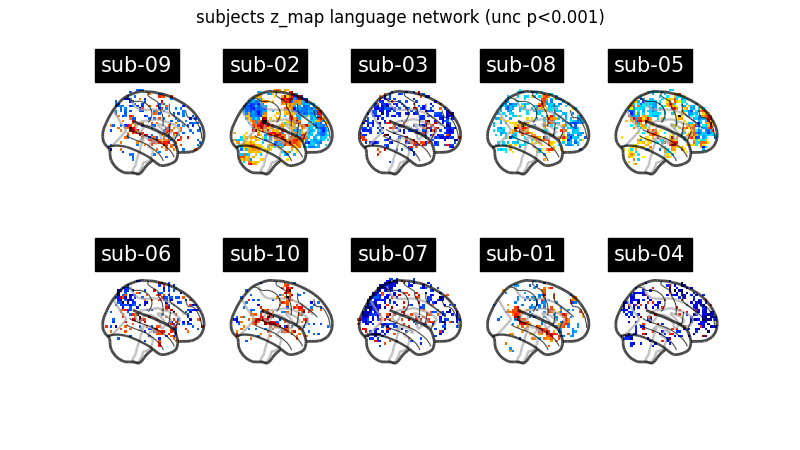 subjects z_map language network (unc p<0.001)
sub-09
sub-02
sub-03
sub-08
sub-05
sub-06
sub-10
sub-07
sub-01
sub-04